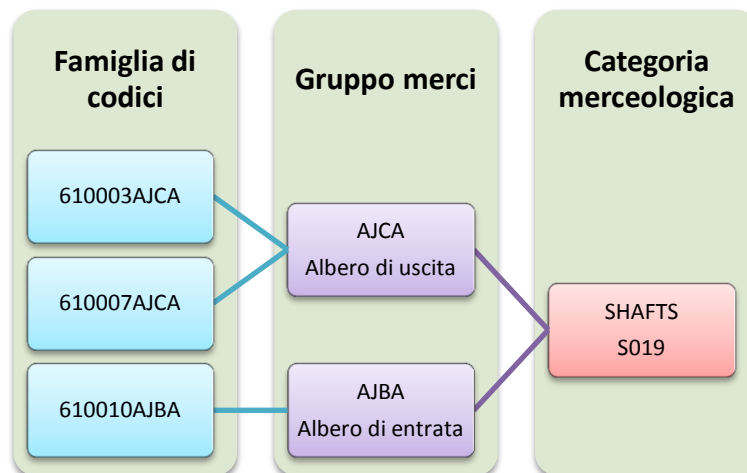 Famiglia di
codici
610003AJCA
610007AJCA
610010AJBA
Gruppo merci
AJCA
Albero di uscita
AJBA
Albero di entrata
Categoria
merceologica
SHAFTS
S019